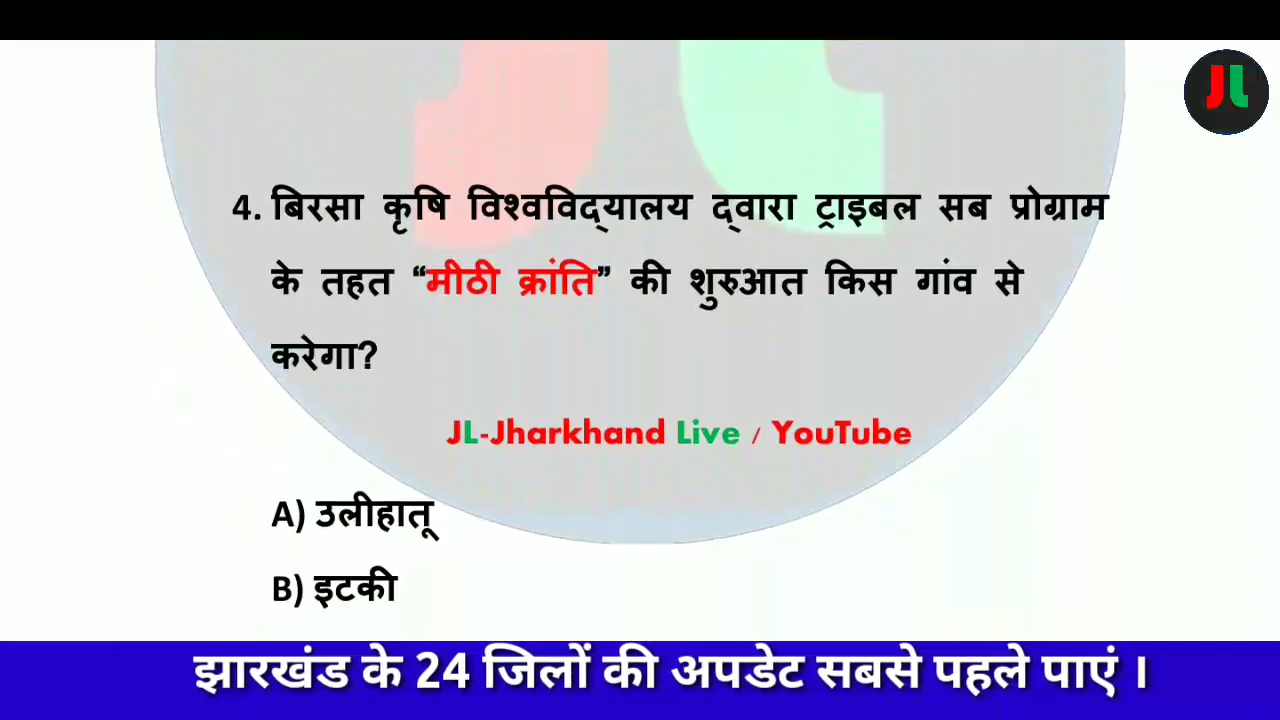 JL
4. बिरसा कृषि विश्वविद्यालय द्वारा ट्राइबल सब प्रोग्राम
के तहत “मीठी क्रांति” की शुरुआत किस गांव से
करेगा?
JL-Jharkhand Live / YouTube
A) उलीहातू
B) इटकी
झारखंड के 24 जिलों की अपडेट सबसे पहले पाएं ।